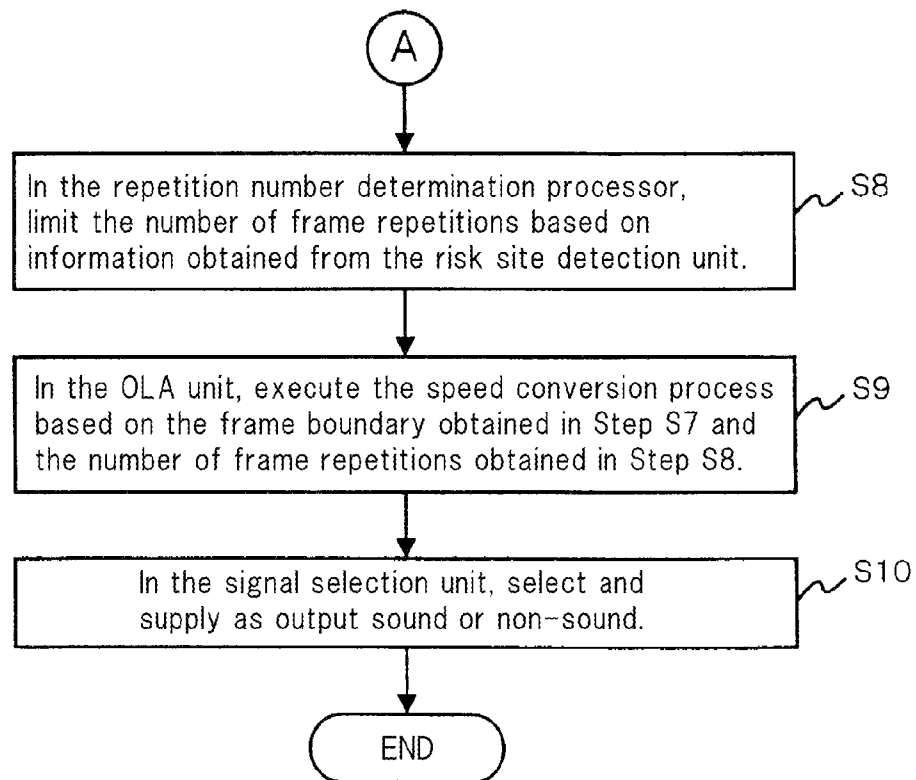 A
In the repetition number determination processor,
limit the number of frame repetitions based on
information obtained from the risk site detection unit.
S8
In the OLA unit, execute the speed conversion process
based on the frame boundary obtained in Step S7 and
the number of frame repetitions obtained in Step S8.
S9
In the signal selection unit, select and
supply as output sound or non-sound.
S10
END